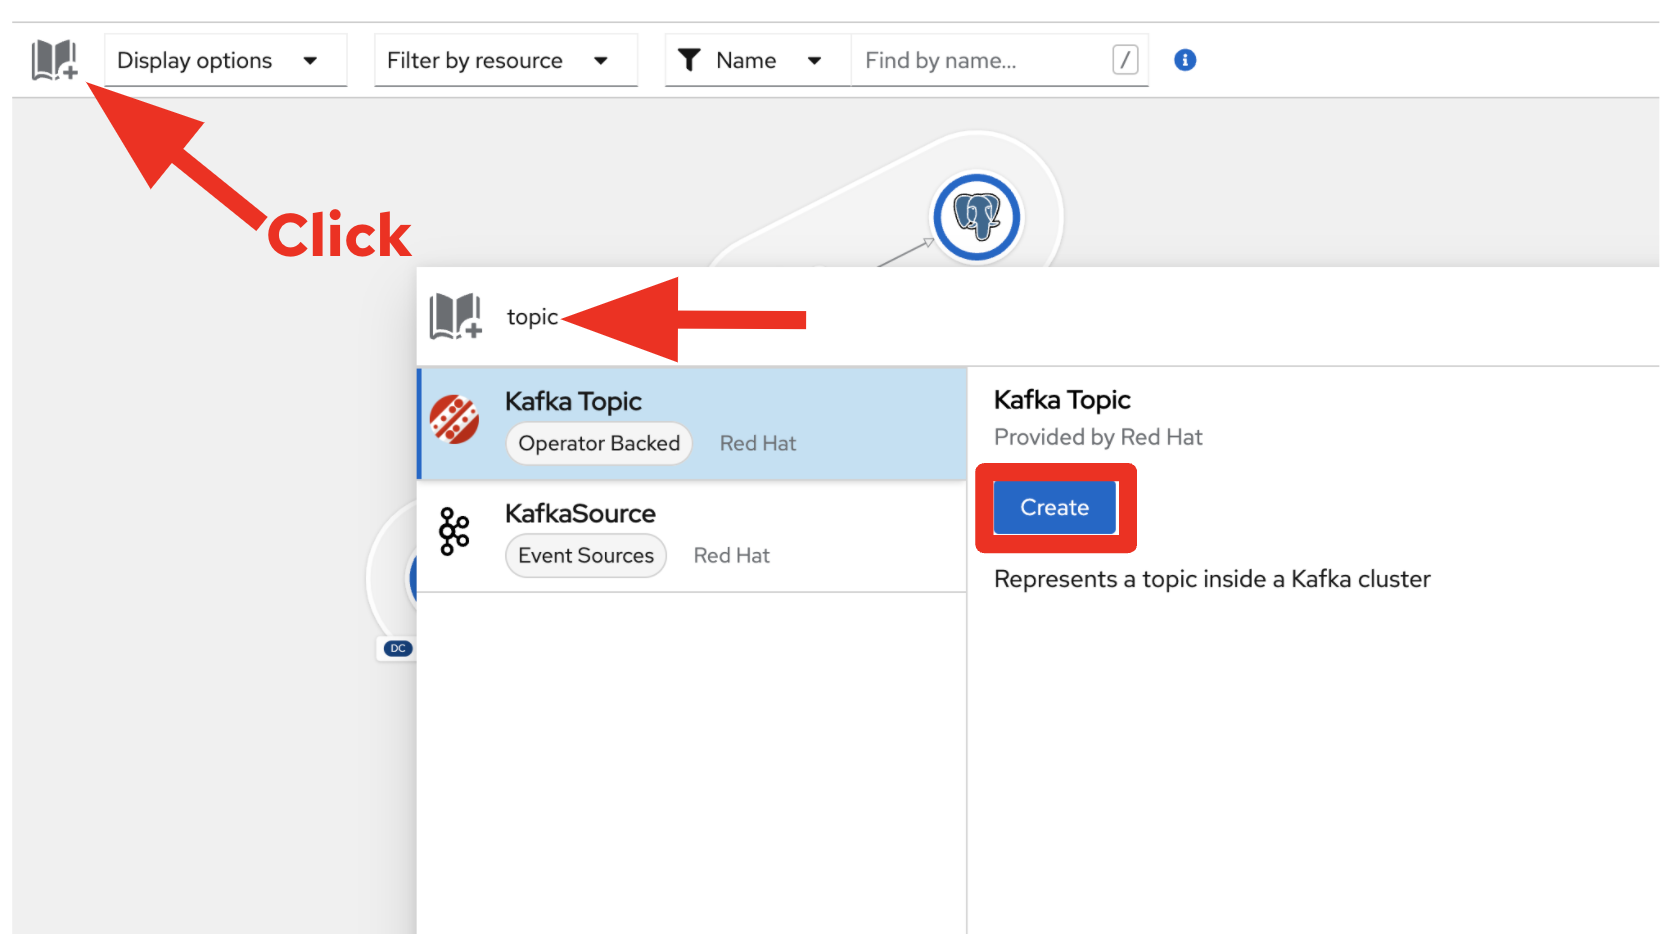 Display options
Filter by resource
Name
Find by name...
/
Click
topic
Kafka Topic
Operator Backed
Red Hat
KafkaSource
Event Sources
Red Hat
Kafka Topic
Provided by Red Hat
Create
Represents a topic inside a Kafka cluster
DC